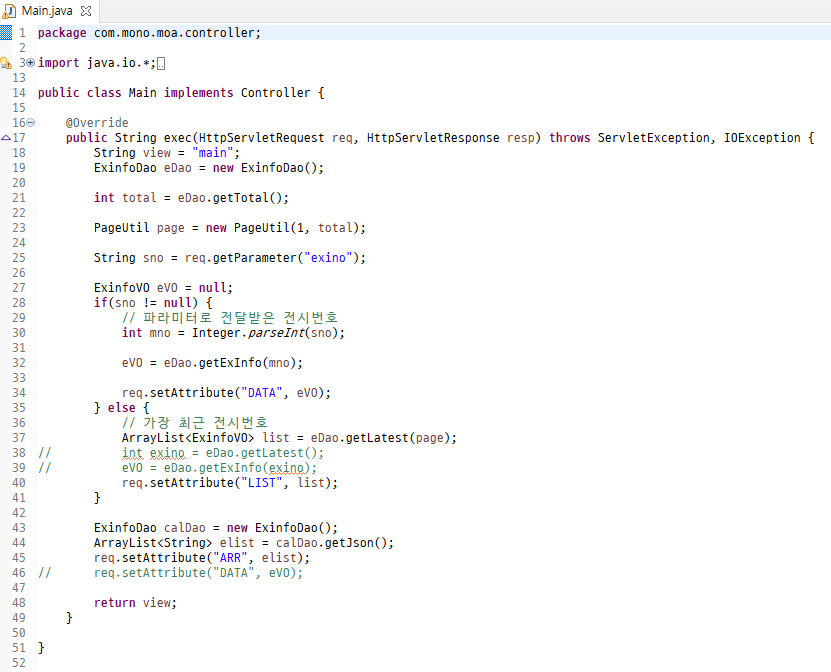 Main.java
1 package com.mono.moa.controller;
2
3 import java.io.*;
13
14 public class Main implements Controller {
15
16     @Override
17     public String exec(HttpServletRequest req, HttpServletResponse resp) throws ServletException, IOException {
18         String view = "main";
19         ExinfoDao eDao = new ExinfoDao();
20
21         int total = eDao.getTotal();
22
23         PageUtil page = new PageUtil(1, total);
24
25         String sno = req.getParameter("exino");
26
27         ExinfoVO eVO = null;
28         if(sno != null) {
29             // 파라미터로 전달받은 전시번호
30             int mno = Integer.parseInt(sno);
31
32             eVO = eDao.getExInfo(mno);
33
34             req.setAttribute("DATA", eVO);
35         } else {
36             // 가장 최근 전시번호
37             ArrayList<ExinfoVO> list = eDao.getLatest(page);
38 //          int exino = eDao.getLatest();
39 //          eVO = eDao.getExInfo(exino);
40             req.setAttribute("LIST", list);
41         }
42
43         ExinfoDao calDao = new ExinfoDao();
44         ArrayList<String> elist = calDao.getJson();
45         req.setAttribute("ARR", elist);
46 //      req.setAttribute("DATA", eVO);
47
48         return view;
49     }
50
51 }
52